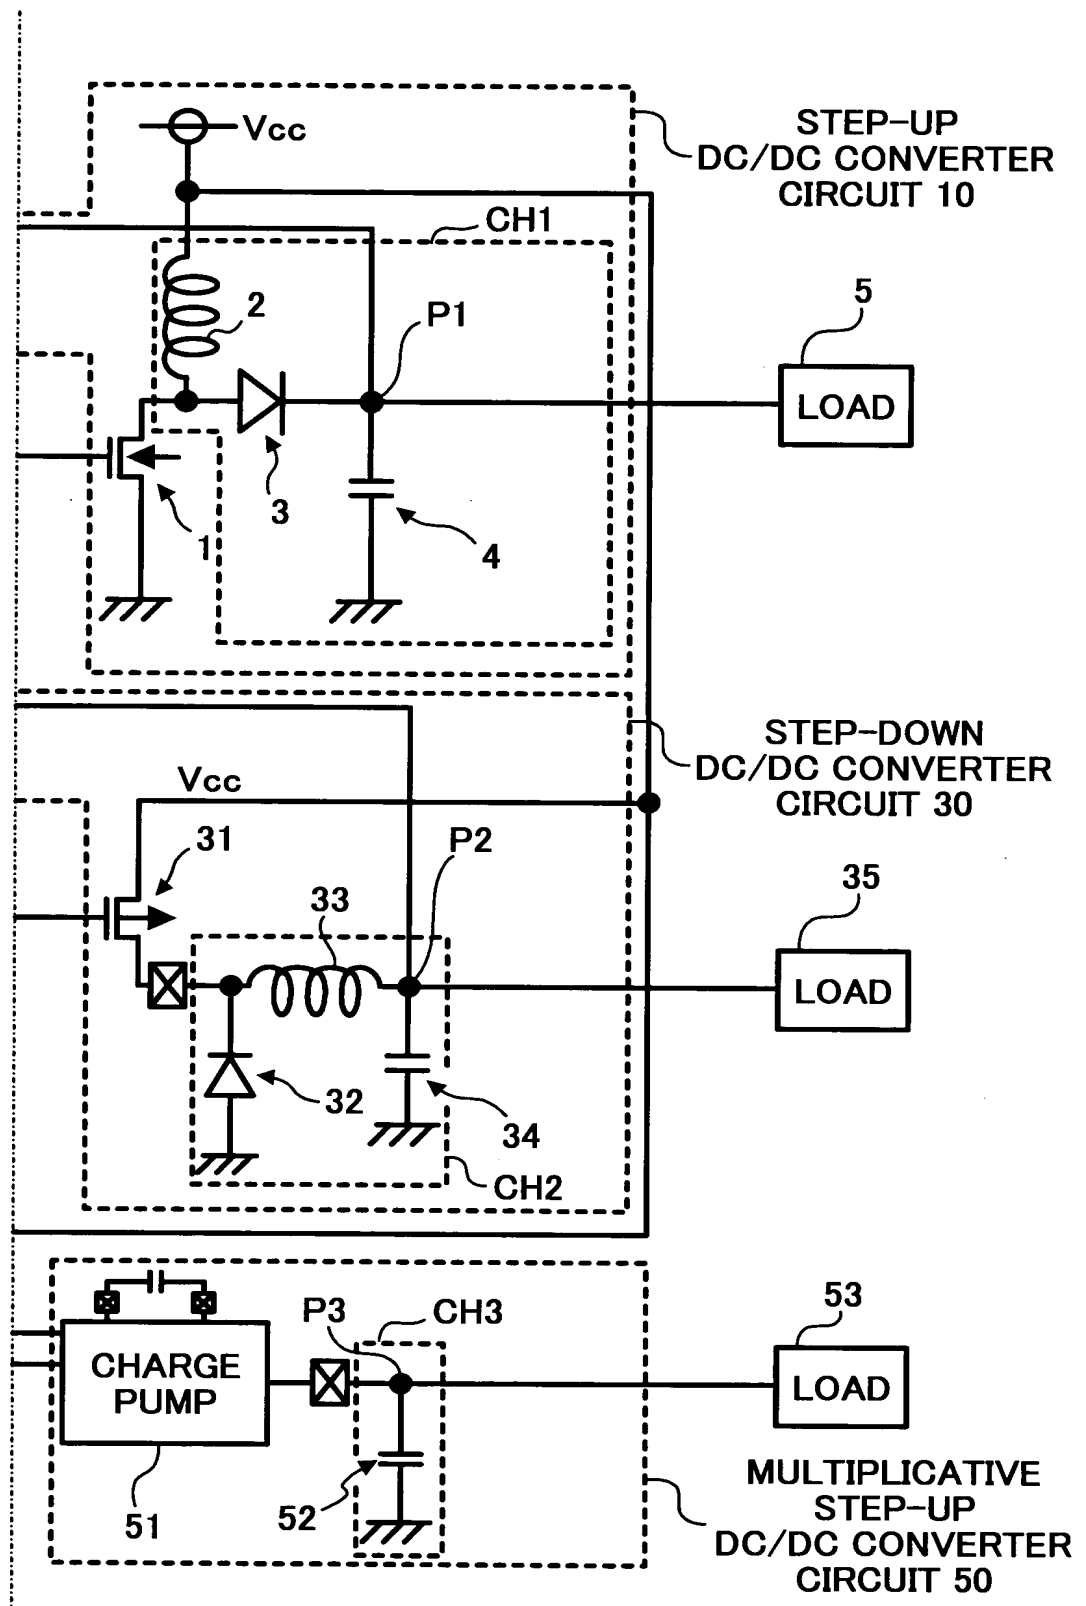 STEP-UP
DC/DC CONVERTER
CIRCUIT 10
Vcc
CH1
2
P1
5
LOAD
3
1
4
STEP-DOWN
DC/DC CONVERTER
CIRCUIT 30
Vcc
31
P2
33
35
LOAD
32
34
CH2
53
P3
CH3
CHARGE
PUMP
LOAD
51
52
MULTIPLICATIVE
STEP-UP
DC/DC CONVERTER
CIRCUIT 50